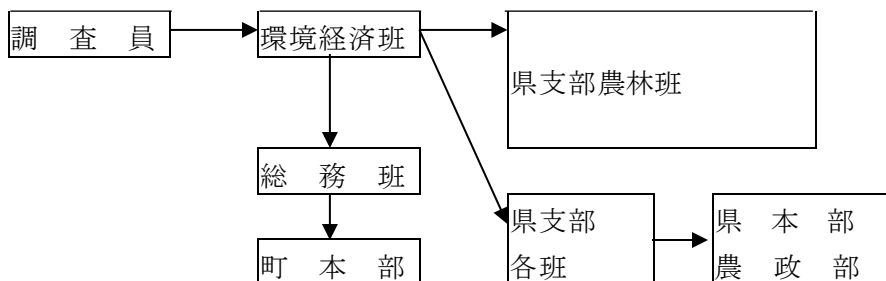 調　査　員
環境経済班
県支部農林班
総　務　班
県支部
各班
県　本　部
農　政　部
町　本　部